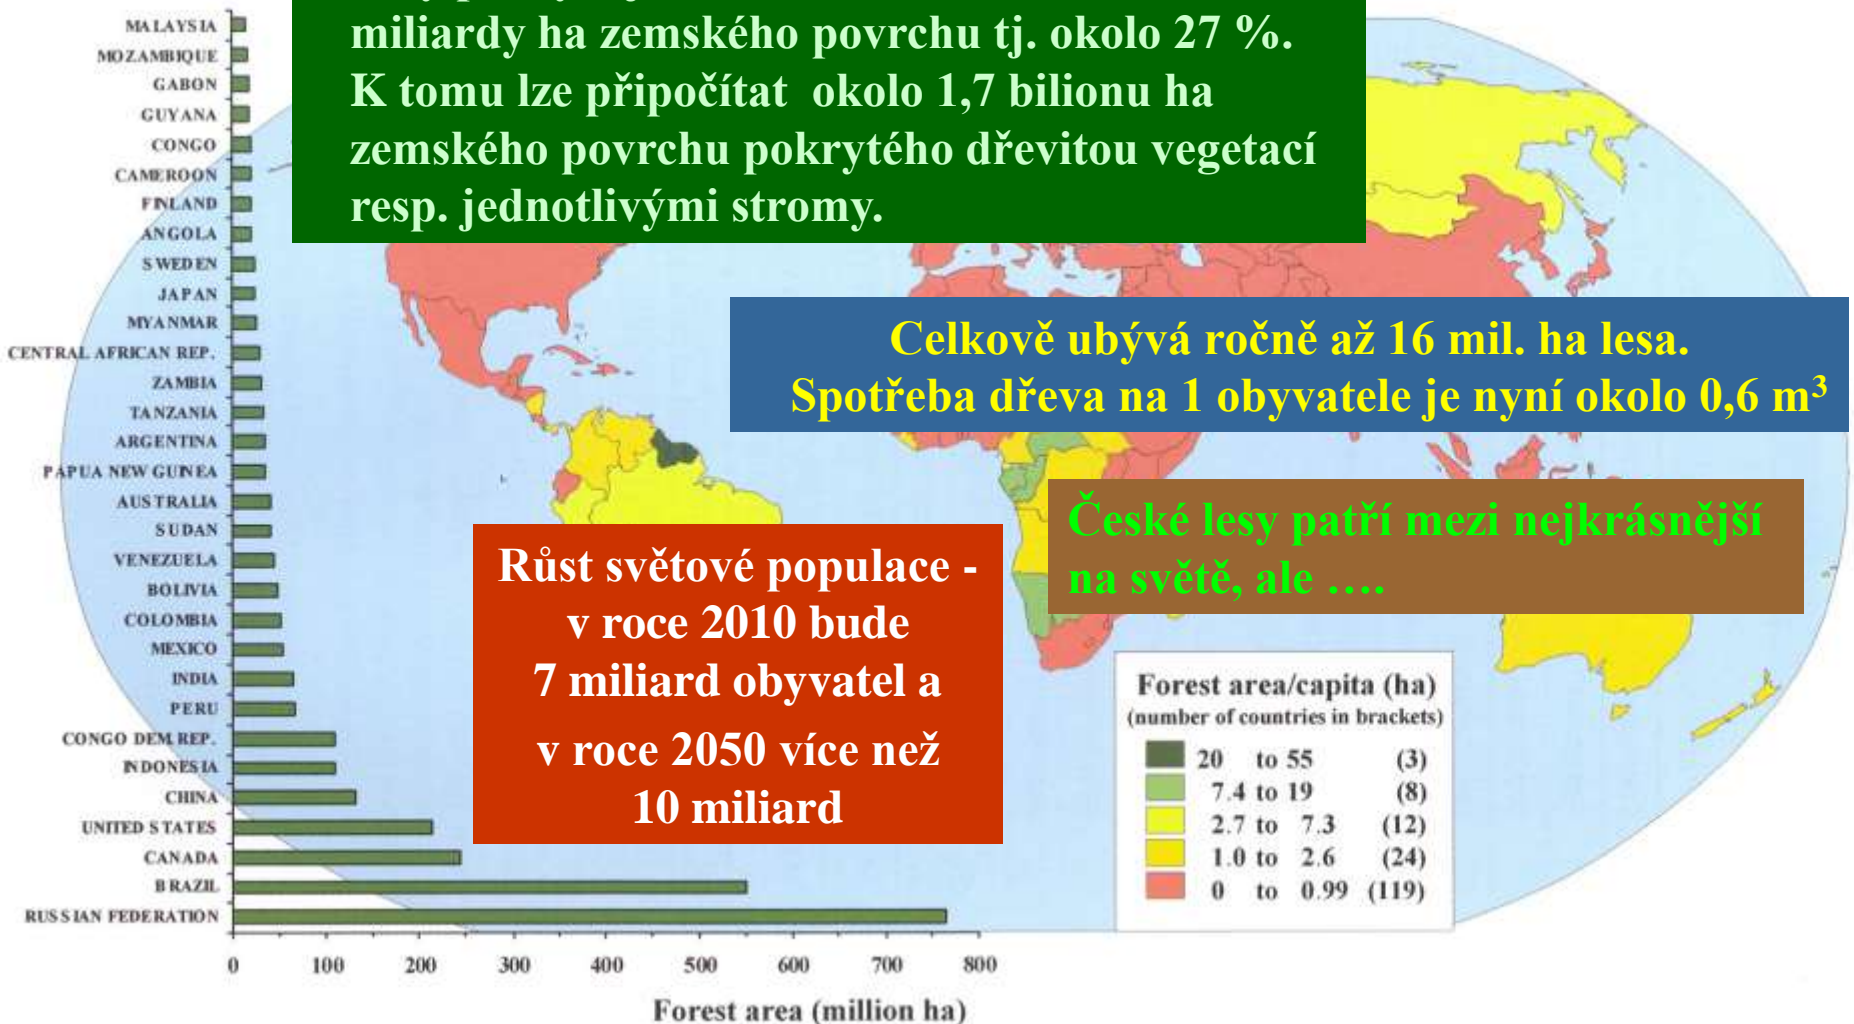 miliardy ha zemského povrchu tj. okolo 27 %.
K tomu lze připočítat okolo 1,7 bilionu ha
zemského povrchu pokrytého dřevitou vegetací
resp. jednotlivými stromy.
Celkově ubývá ročně až 16 mil. ha lesa.
Spotřeba dřeva na 1 obyvatele je nyní okolo 0,6 m³
České lesy patří mezi nejkrásnější
na světě, ale ….
Růst světové populace -
v roce 2010 bude
7 miliard obyvatel a
v roce 2050 více než
10 miliard
MALAYSIA
MOZAMBIQUE
GABON
GUYANA
CONGO
CAMEROON
FINLAND
ANGOLA
SWEDEN
JAPAN
MYANMAR
CENTRAL AFRICAN REP.
ZAMBIA
TANZANIA
ARGENTINA
PAPUA NEW GUINEA
AUSTRALIA
SUDAN
VENEZUELA
BOLIVIA
COLOMBIA
MEXICO
INDIA
PERU
CONGO DEM REP.
INDONESIA
CHINA
UNITED STATES
CANADA
BRAZIL
RUSSIAN FEDERATION
0 100 200 300 400 500 600 700 800
Forest area (million ha)
Forest area/capita (ha)
(number of countries in brackets)
20 to 55 (3)
7.4 to 19 (8)
2.7 to 7.3 (12)
1.0 to 2.6 (24)
0 to 0.99 (119)